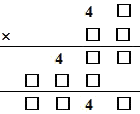 4 □
× □ □
4 □ □
□ □ □
□ □ 4 □